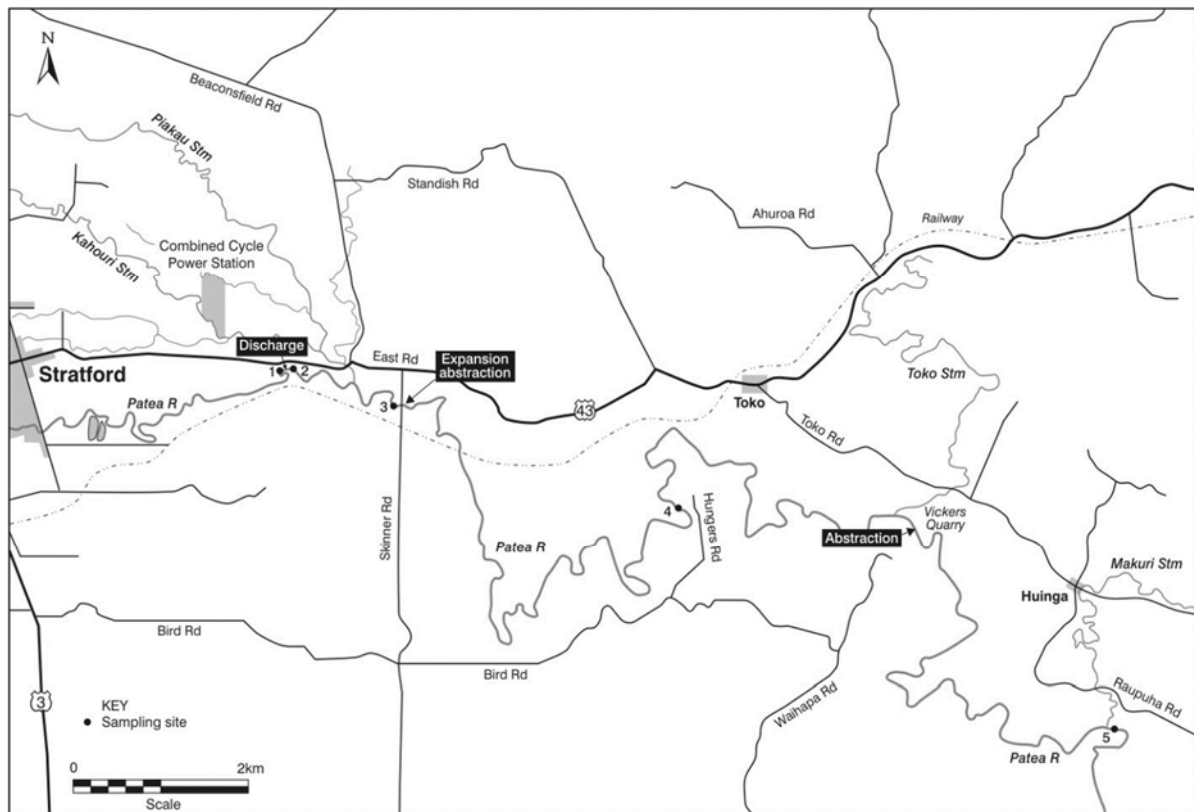 N
Beaconsfield Rd
Piakau Stm
Standish Rd
Ahuroa Rd
Railway
Kahouri Stm
Combined Cycle
Power Station
Discharge
East Rd
Expansion
abstraction
Stratford
1
2
Patea R
3
43
Toko
Toko Stm
Toko Rd
Skinner Rd
Patea R
4
Hungers Rd
Vickers
Quarry
Abstraction
Makuri Stm
Huinga
Bird Rd
Bird Rd
Waihapa Rd
Raupuha Rd
3
KEY
Sampling site
5
Patea R
0
2km
Scale